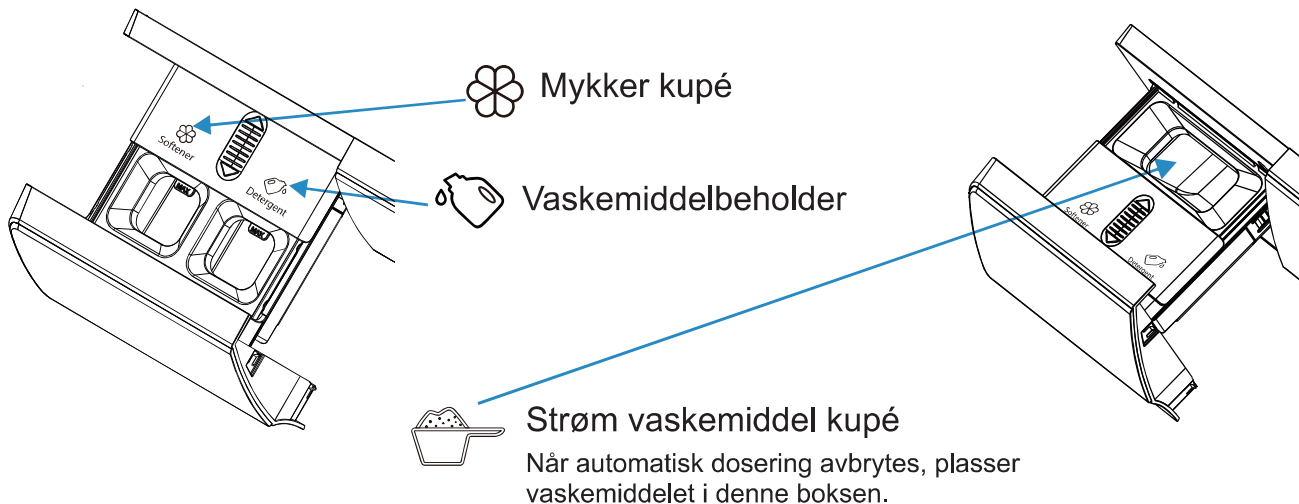 Mykker kupé
Softener
MAX
Detergent
MAX
Vaskemiddelbeholder
Softener
Detergent
Strøm vaskemiddel kupé
Når automatisk dosering avbrytes, plasser
vaskemiddelet i denne boksen.